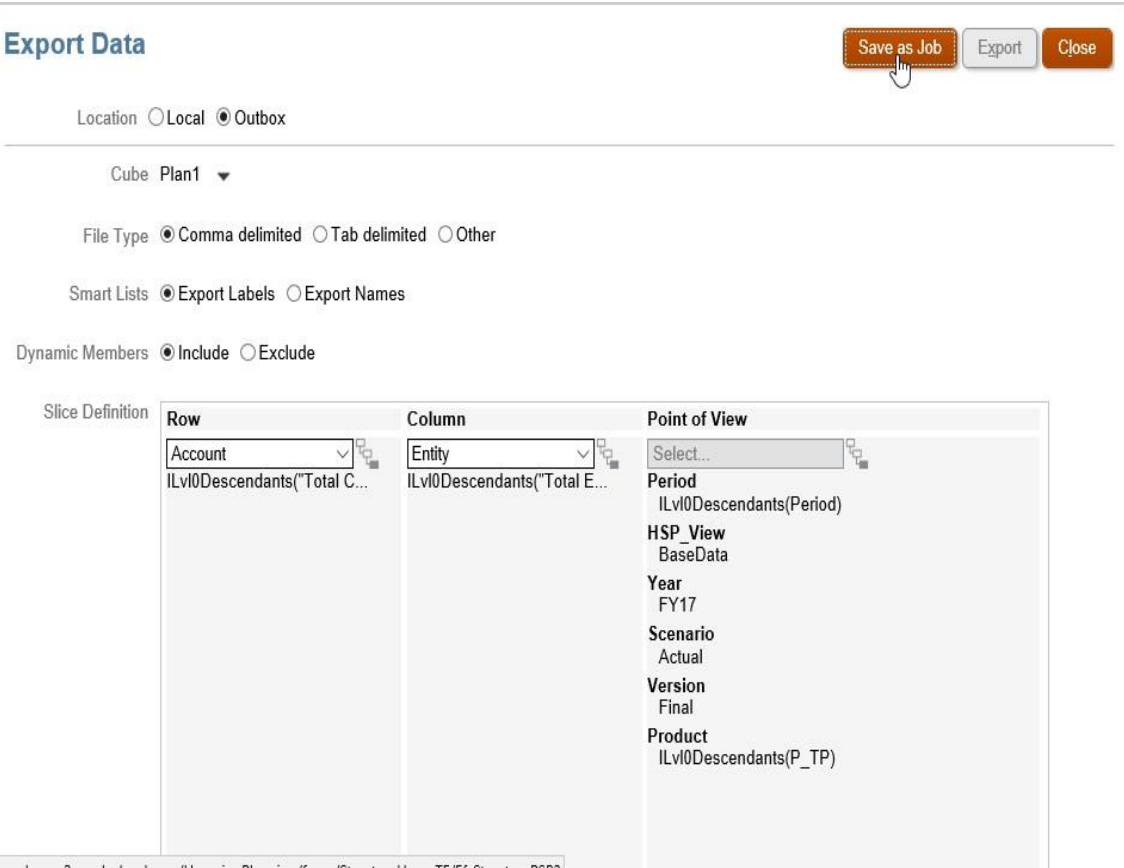 Export Data
Save as Job Export Close
Location Local Outbox
Cube Plan1
File Type Comma delimited Tab delimited Other
Smart Lists Export Labels Export Names
Dynamic Members Include Exclude
Slice Definition Row Column Point of View
Account Entity Select...
ILvl0Descendants("Total C... ILvl0Descendants("Total E... Period
ILvl0Descendants(Period)
HSP_View
BaseData
Year
FY17
Scenario
Actual
Version
Final
Product
ILvl0Descendants(P_TP)